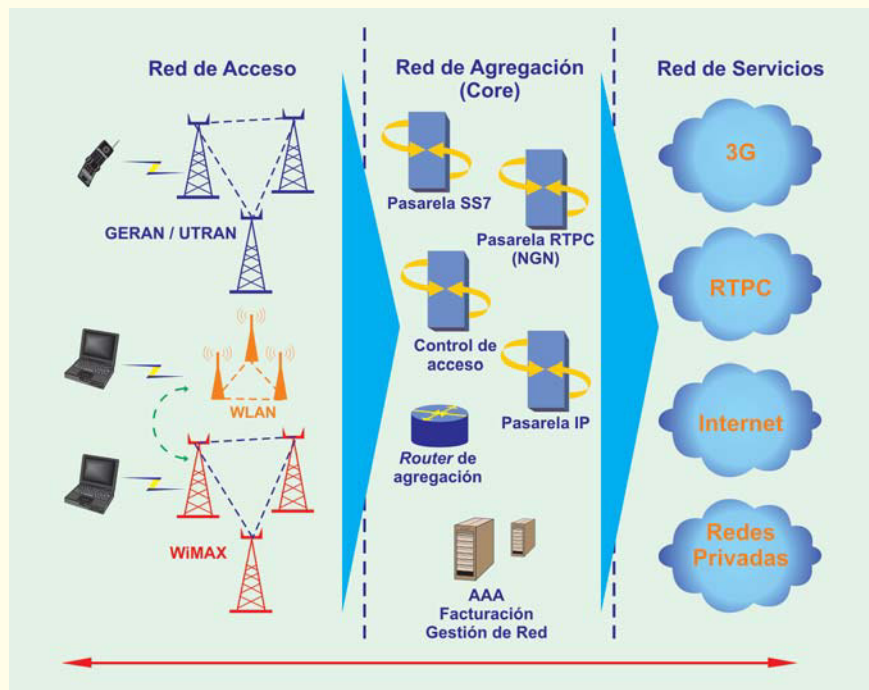 Red de Acceso
GERAN / UTRAN
WLAN
WiMAX
Red de Agregación
(Core)
Pasarela SS7
Pasarela RTPC
(NGN)
Control de
acceso
Pasarela IP
Router de
agregación
AAA
Facturación
Gestión de Red
Red de Servicios
3G
RTPC
Internet
Redes
Privadas